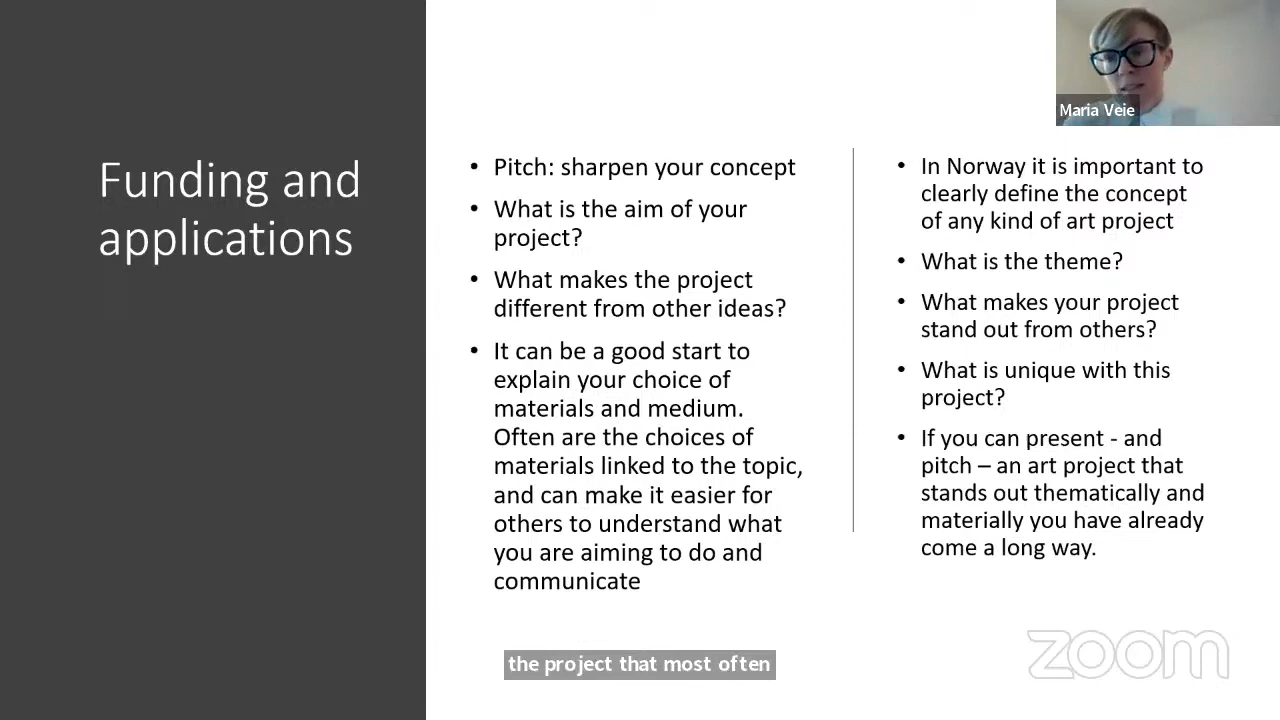 Funding and
applications
• Pitch: sharpen your concept
• What is the aim of your
project?
• What makes the project
different from other ideas?
• It can be a good start to
explain your choice of
materials and medium.
Often are the choices of
materials linked to the topic,
and can make it easier for
others to understand what
you are aiming to do and
communicate
• In Norway it is important to
clearly define the concept
of any kind of art project
• What is the theme?
• What makes your project
stand out from others?
• What is unique with this
project?
• If you can present - and
pitch – an art project that
stands out thematically and
materially you have already
come a long way.
Maria Veie
the project that most often
zoom